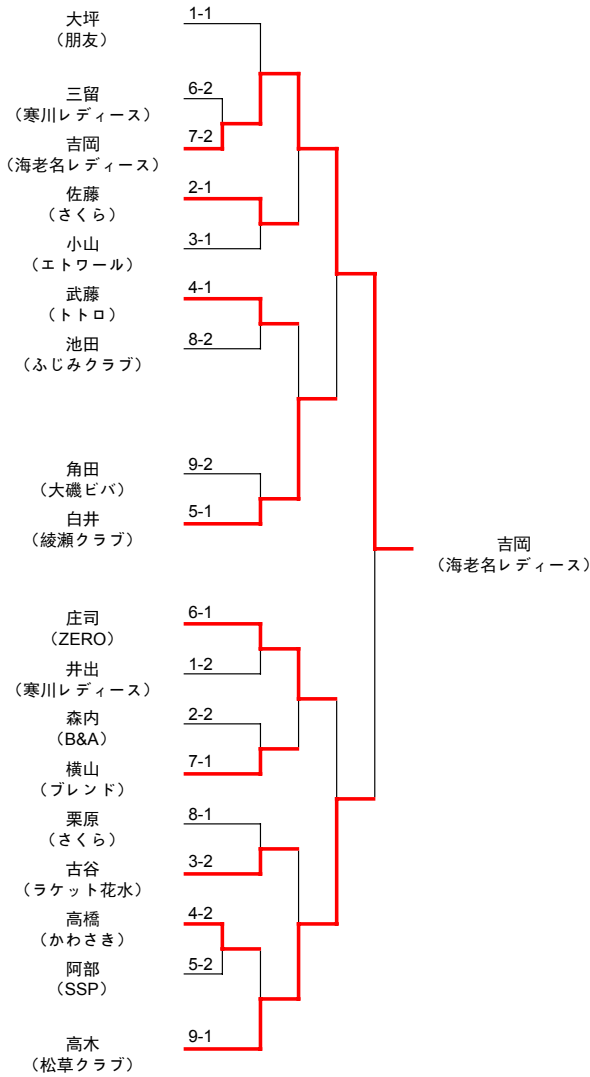 大坪
（朋友）
1-1
三留
（寒川レディース）
6-2
吉岡
（海老名レディース）
7-2
佐藤
（さくら）
2-1
小山
（エトワール）
3-1
武藤
（トトロ）
4-1
池田
（ふじみクラブ）
8-2
角田
（大磯ビバ）
9-2
白井
（綾瀬クラブ）
5-1
吉岡
（海老名レディース）
庄司
（ZERO）
6-1
井出
（寒川レディース）
1-2
森内
（B&A）
2-2
横山
（ブレンド）
7-1
栗原
（さくら）
8-1
古谷
（ラケット花水）
3-2
高橋
（かわさき）
4-2
阿部
（SSP）
5-2
高木
（松草クラブ）
9-1